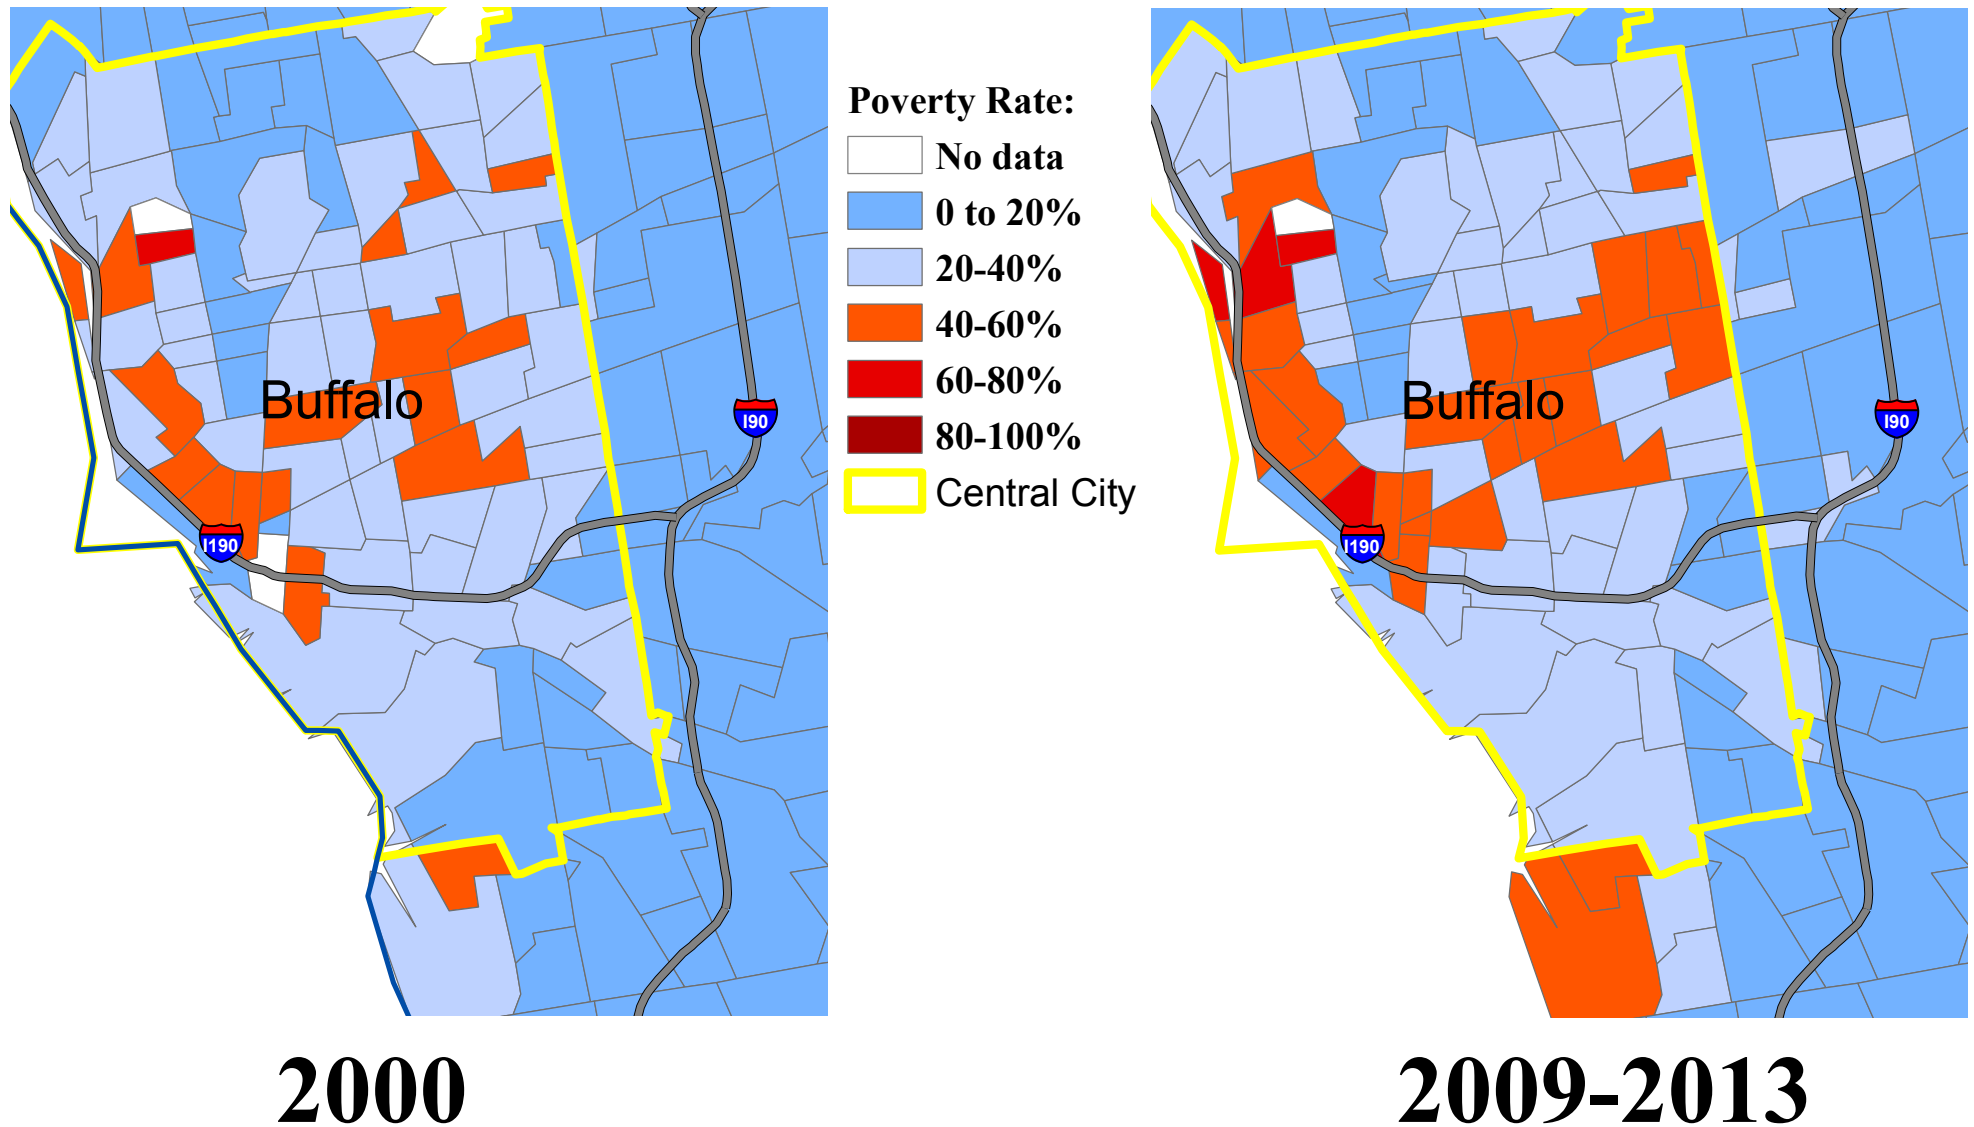 Poverty Rate:
No data
0 to 20%
20-40%
40-60%
60-80%
80-100%
Central City
Buffalo
I90
I190
Buffalo
I90
I190
2000
2009-2013